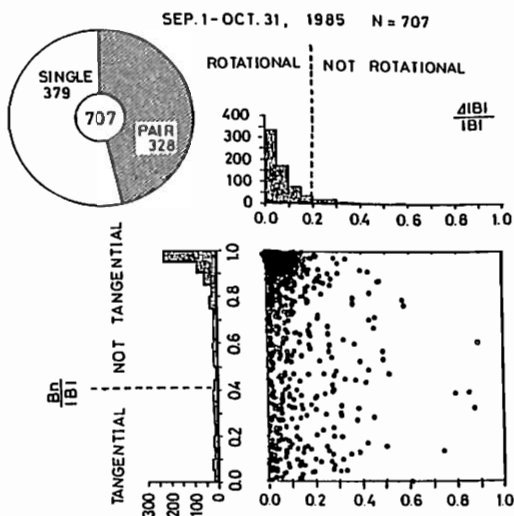 SEP. 1 - OCT. 31, 1985 N = 707
ROTATIONAL NOT ROTATIONAL
SINGLE
379
707
PAIR
328
Δ|B|
|B|
400
300
200
100
0
0.0 0.2 0.4 0.6 0.8 1.0
TANGENTIAL NOT TANGENTIAL
Bn
|B|
1.0
0.8
0.6
0.4
0.2
0.0
300 200 100 0
0.0 0.2 0.4 0.6 0.8 1.0